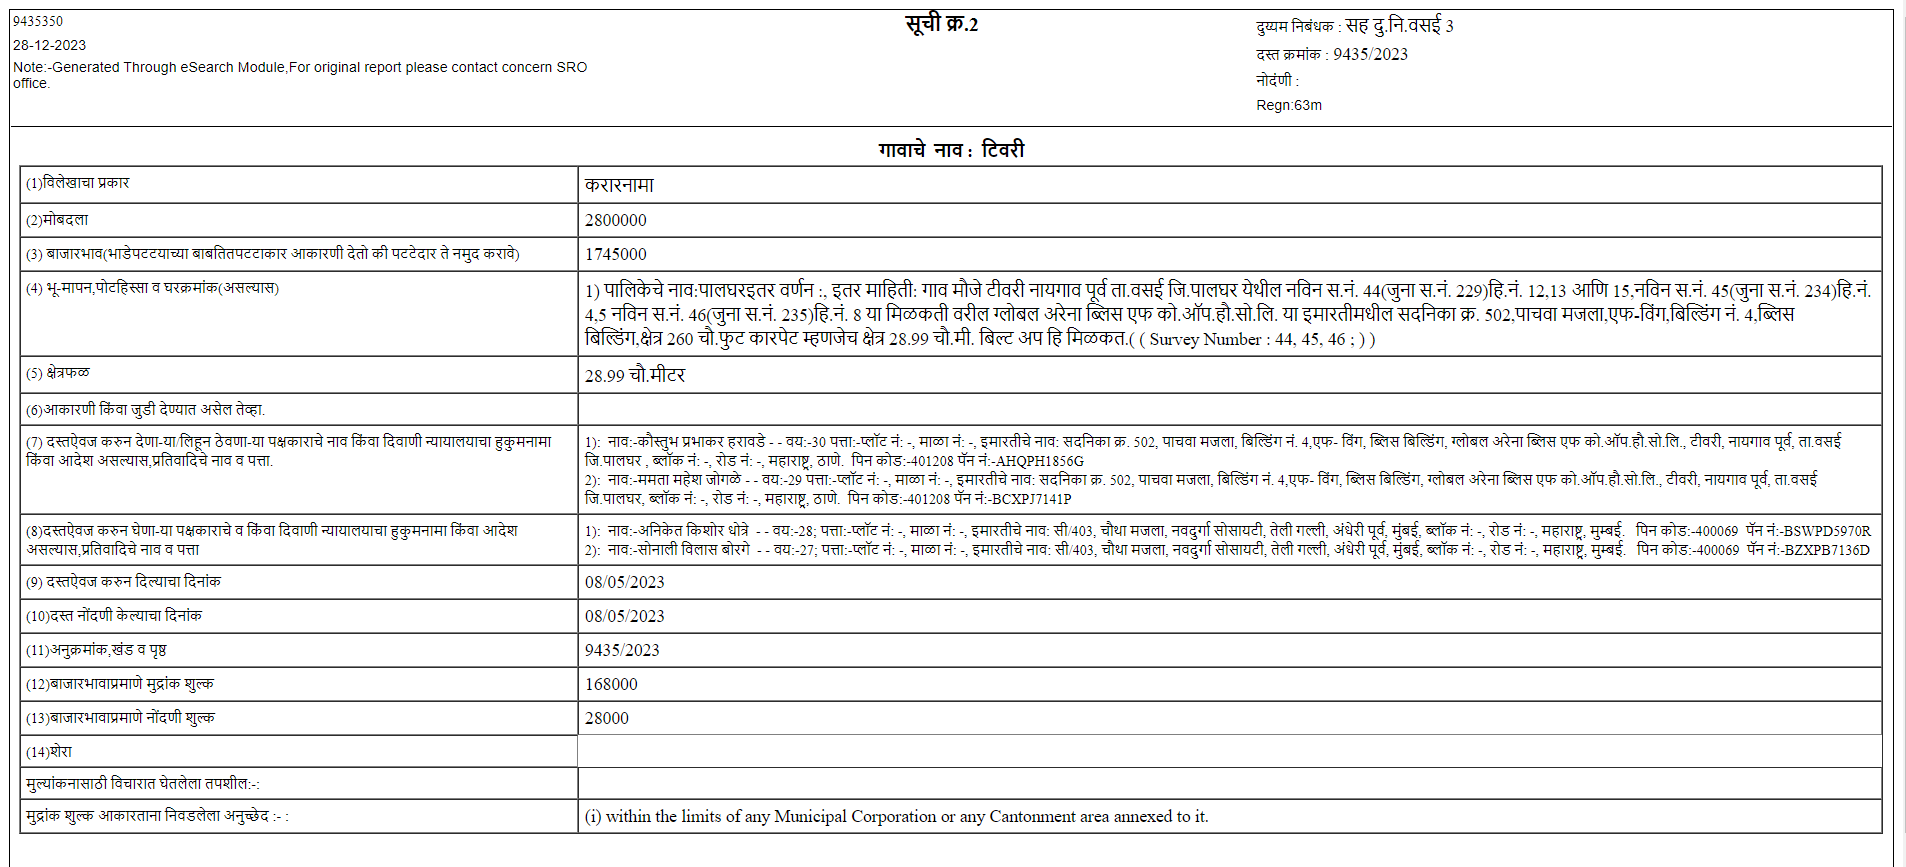 9435350
28-12-2023
Note:-Generated Through eSearch Module,For original report please contact concern SRO
office.
सूची क्र.2
दुय्यम निबंधक : सह दु.नि.वसई 3
दस्त क्रमांक : 9435/2023
नोदंणी :
Regn:63m
गावाचे नाव : टिवरी
(1)विलेखाचा प्रकार
करारनामा
(2)मोबदला
2800000
(3) बाजारभाव(भाडेपटटयाच्या बाबतितपटटाकार आकारणी देतो की पटटेदार ते नमुद करावे)
1745000
(4) भू-मापन,पोटहिस्सा व घरक्रमांक(असल्यास)
1) पालिकेचे नाव:पालघरइतर वर्णन :, इतर माहिती: गाव मौजे टीवरी नायगाव पूर्व ता.वसई जि.पालघर येथील नविन स.नं. 44(जुना स.नं. 229)हि.नं. 12,13 आणि 15,नविन स.नं. 45(जुना स.नं. 234)हि.नं.
4,5 नविन स.नं. 46(जुना स.नं. 235)हि.नं. 8 या मिळकती वरील ग्लोबल अरेना ब्लिस एफ को.ऑप.हौ.सो.लि. या इमारतीमधील सदनिका क्र. 502,पाचवा मजला,एफ-विंग,बिल्डिंग नं. 4,ब्लिस
बिल्डिंग,क्षेत्र 260 चौ.फुट कारपेट म्हणजेच क्षेत्र 28.99 चौ.मी. बिल्ट अप हि मिळकत.( ( Survey Number : 44, 45, 46 ; ) )
(5) क्षेत्रफळ
28.99 चौ.मीटर
(6)आकारणी किंवा जुडी देण्यात असेल तेव्हा.
(7) दस्तऐवज करुन देणा-या/लिहून ठेवणा-या पक्षकाराचे नाव किंवा दिवाणी न्यायालयाचा हुकुमनामा
किंवा आदेश असल्यास,प्रतिवादिचे नाव व पत्ता.
1): नाव:-कौस्तुभ प्रभाकर हरावडे - - वय:-30 पत्ता:-प्लॉट नं: -, माळा नं: -, इमारतीचे नाव: सदनिका क्र. 502, पाचवा मजला, बिल्डिंग नं. 4,एफ- विंग, ब्लिस बिल्डिंग, ग्लोबल अरेना ब्लिस एफ को.ऑप.हौ.सो.लि., टीवरी, नायगाव पूर्व, ता.वसई
जि.पालघर , ब्लॉक नं: -, रोड नं: -, महाराष्ट्र, ठाणे. पिन कोड:-401208 पॅन नं:-AHQPH1856G
2): नाव:-ममता महेश जोगळे - - वय:-29 पत्ता:-प्लॉट नं: -, माळा नं: -, इमारतीचे नाव: सदनिका क्र. 502, पाचवा मजला, बिल्डिंग नं. 4,एफ- विंग, ब्लिस बिल्डिंग, ग्लोबल अरेना ब्लिस एफ को.ऑप.हौ.सो.लि., टीवरी, नायगाव पूर्व, ता.वसई
जि.पालघर, ब्लॉक नं: -, रोड नं: -, महाराष्ट्र, ठाणे. पिन कोड:-401208 पॅन नं:-BCXPJ7141P
(8)दस्तऐवज करुन घेणा-या पक्षकाराचे व किंवा दिवाणी न्यायालयाचा हुकुमनामा किंवा आदेश
असल्यास,प्रतिवादिचे नाव व पत्ता
1): नाव:-अनिकेत किशोर धोत्रे - - वय:-28; पत्ता:-प्लॉट नं: -, माळा नं: -, इमारतीचे नाव: सी/403, चौथा मजला, नवदुर्गा सोसायटी, तेली गल्ली, अंधेरी पूर्व, मुंबई, ब्लॉक नं: -, रोड नं: -, महाराष्ट्र, मुम्बई. पिन कोड:-400069 पॅन नं:-BSWPD5970R
2): नाव:-सोनाली विलास बोरगे - - वय:-27; पत्ता:-प्लॉट नं: -, माळा नं: -, इमारतीचे नाव: सी/403, चौथा मजला, नवदुर्गा सोसायटी, तेली गल्ली, अंधेरी पूर्व, मुंबई, ब्लॉक नं: -, रोड नं: -, महाराष्ट्र, मुम्बई. पिन कोड:-400069 पॅन नं:-BZXPB7136D
(9) दस्तऐवज करुन दिल्याचा दिनांक
08/05/2023
(10)दस्त नोंदणी केल्याचा दिनांक
08/05/2023
(11)अनुक्रमांक,खंड व पृष्ठ
9435/2023
(12)बाजारभावाप्रमाणे मुद्रांक शुल्क
168000
(13)बाजारभावाप्रमाणे नोंदणी शुल्क
28000
(14)शेरा
मुल्यांकनासाठी विचारात घेतलेला तपशील:-:
मुद्रांक शुल्क आकारताना निवडलेला अनुच्छेद :- :
(i) within the limits of any Municipal Corporation or any Cantonment area annexed to it.